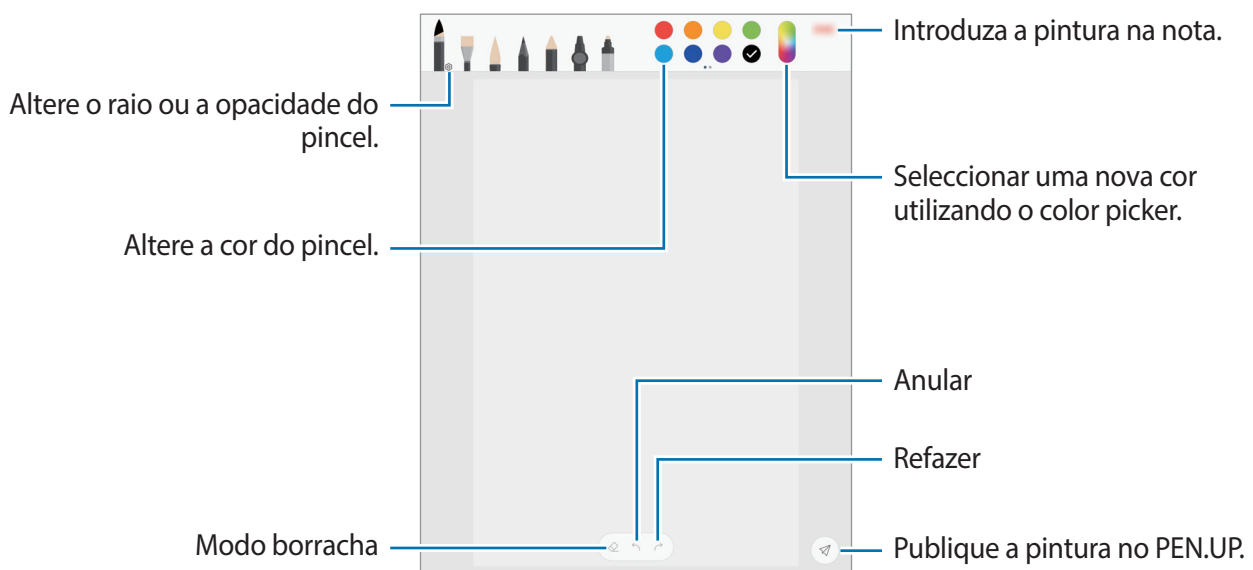 Introduza a pintura na nota.
Altere o raio ou a opacidade do
pincel.
Seleccionar uma nova cor
utilizando o color picker.
Altere a cor do pincel.
Anular
Refazer
Modo borracha
Publique a pintura no PEN.UP.